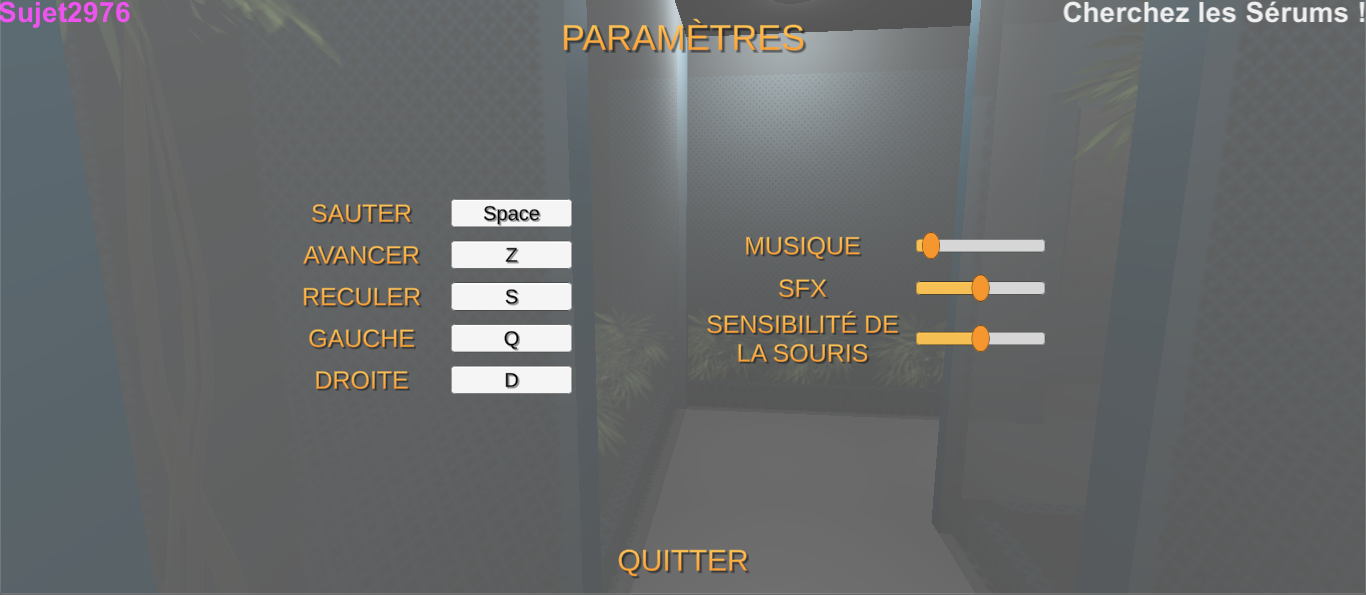 Sujet2976
Cherchez les Sérums !
PARAMÈTRES
SAUTER Space
AVANCER Z
RECULER S
GAUCHE Q
DROITE D
MUSIQUE
SFX
SENSIBILITÉ DE
LA SOURIS
QUITTER